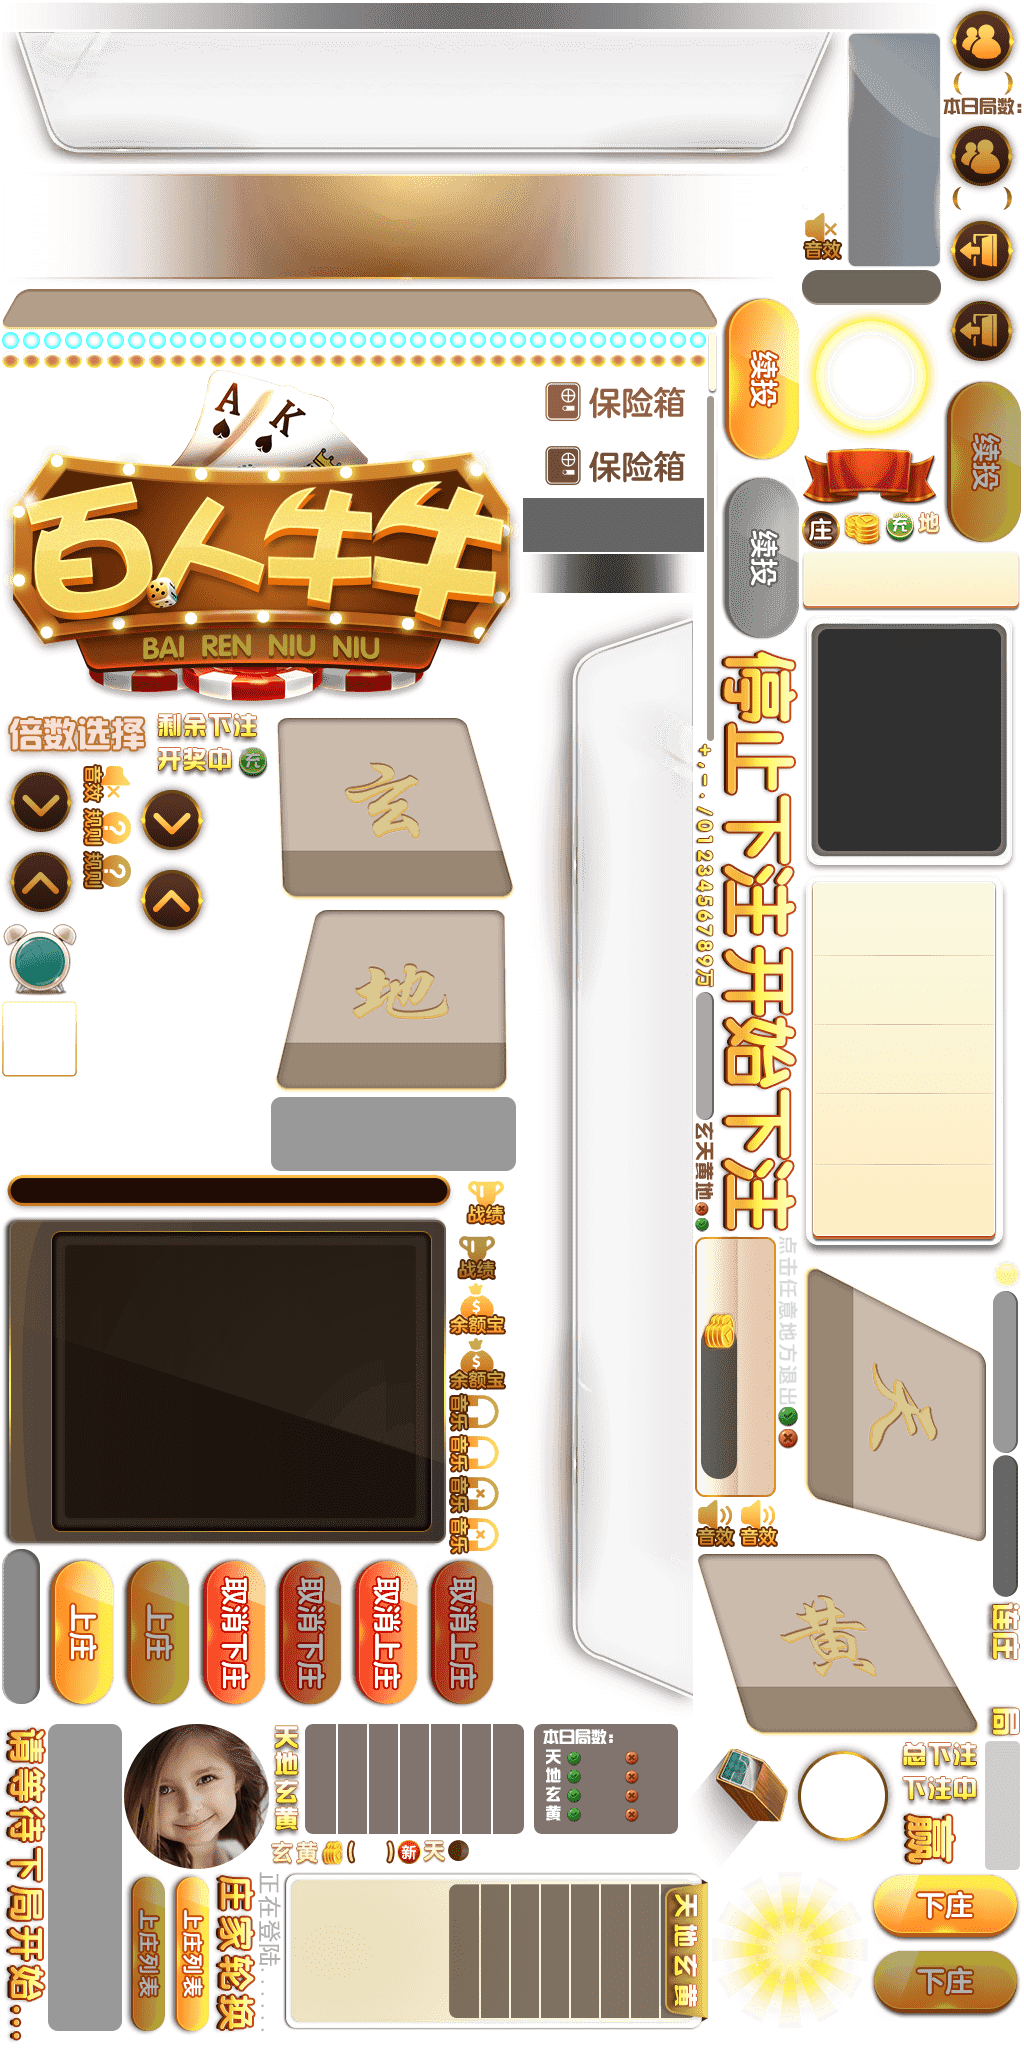 本日局数:
音效
续投
续投
续投
A K
保险箱
保险箱
百人牛牛
BAI REN NIU NIU
庄
充
地
倍数选择
剩余下注
开奖中
充
音效
规则
规则
玄
地
停止下注
开始下注
+,-./0123456789万
玄天黄地
战绩
战绩
余额宝
余额宝
音乐
音乐
音乐
音乐
点击任意地方退出
天
音效
音效
黄
连庄
局
上庄
上庄
取消下庄
取消下庄
取消上庄
取消上庄
请等待下局开始....
天地玄黄
本日局数:
天
地
玄
黄
玄黄
( )
新
天
总下注
下注中
赢
上庄列表
上庄列表
庄家轮换
正在登陆......
天地玄黄
下庄
下庄